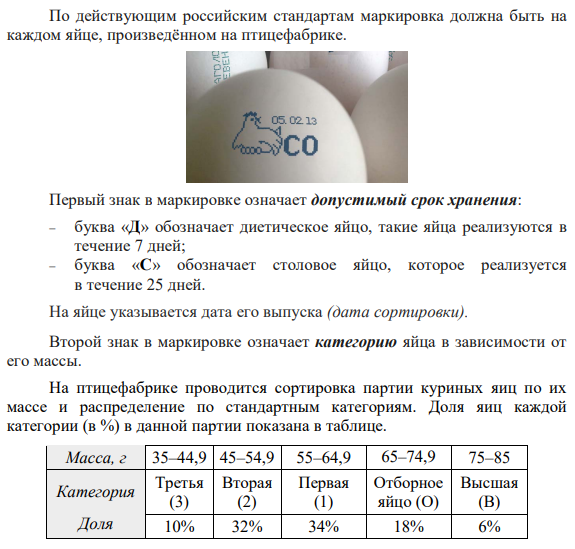 По действующим российским стандартам маркировка должна быть на
каждом яйце, произведённом на птицефабрике.
05.02.13
СО
Первый знак в маркировке означает допустимый срок хранения:
– буква «Д» обозначает диетическое яйцо, такие яйца реализуются в
течение 7 дней;
– буква «С» обозначает столовое яйцо, которое реализуется
в течение 25 дней.
На яйце указывается дата его выпуска (дата сортировки).
Второй знак в маркировке означает категорию яйца в зависимости от
его массы.
На птицефабрике проводится сортировка партии куриных яиц по их
массе и распределение по стандартным категориям. Доля яиц каждой
категории (в %) в данной партии показана в таблице.
Масса, г 35–44,9 45–54,9 55–64,9 65–74,9 75–85
Категория Третья (3) Вторая (2) Первая (1) Отборное яйцо (О) Высшая (В)
Доля 10% 32% 34% 18% 6%